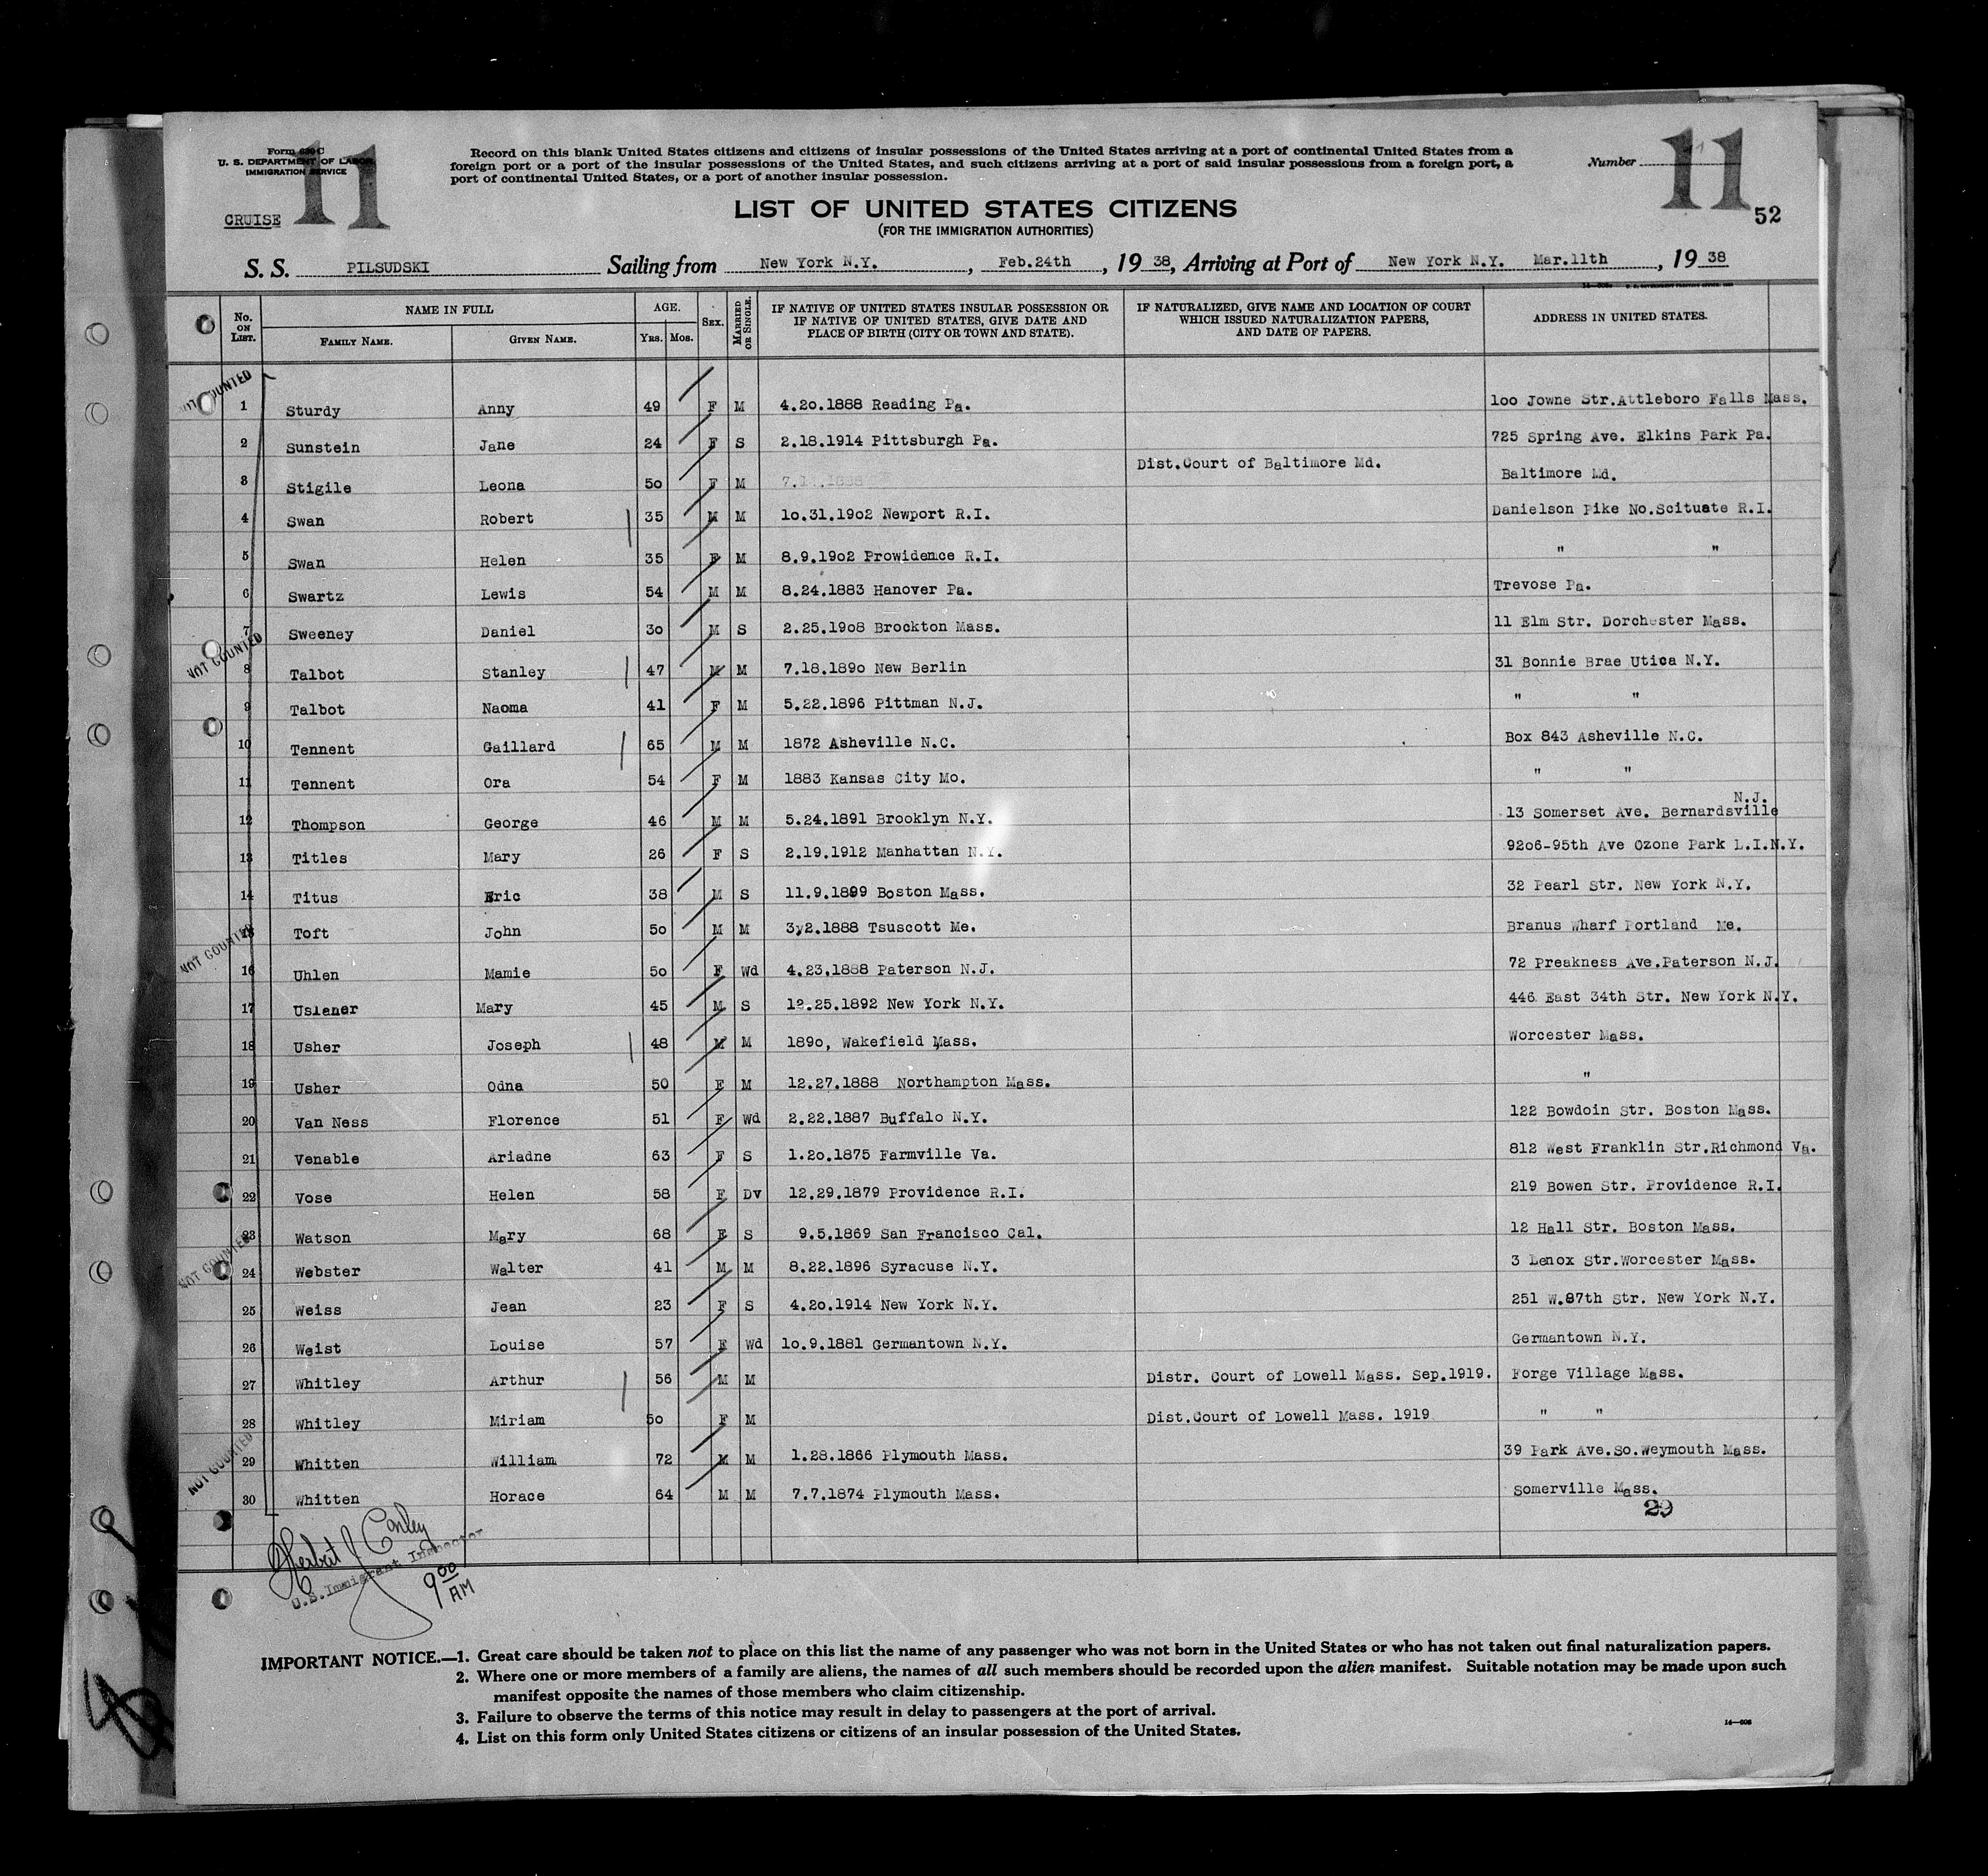 11
11
Form 630 C
U. S. DEPARTMENT OF LABOR
IMMIGRATION SERVICE
CRUISE
Record on this blank United States citizens and citizens of insular possessions of the United States arriving at a port of continental United States from a
foreign port or a port of the insular possessions of the United States, and such citizens arriving at a port of said insular possessions from a foreign port, a
port of continental United States, or a port of another insular possession.
Number
52
LIST OF UNITED STATES CITIZENS
(FOR THE IMMIGRATION AUTHORITIES)
S. S. PILSUDSKI Sailing from New York N.Y. , Feb.24th , 19 38, Arriving at Port of New York N.Y. Mar.11th , 19 38
No. ON LIST. NAME IN FULL FAMILY NAME. GIVEN NAME. AGE. YRS. MOS. SEX. MARRIED OR SINGLE. IF NATIVE OF UNITED STATES INSULAR POSSESSION OR IF NATIVE OF UNITED STATES, GIVE DATE AND PLACE OF BIRTH (CITY OR TOWN AND STATE). IF NATURALIZED, GIVE NAME AND LOCATION OF COURT WHICH ISSUED NATURALIZATION PAPERS, AND DATE OF PAPERS. ADDRESS IN UNITED STATES.
NOT COUNTED
1 Sturdy Anny 49 F M 4.20.1888 Reading Pa. 100 Jowne Str.Attleboro Falls Mass.
2 Sunstein Jane 24 F S 2.18.1914 Pittsburgh Pa. 725 Spring Ave. Elkins Park Pa.
3 Stigile Leona 50 F M Dist.Court of Baltimore Md. Baltimore Md.
4 Swan Robert 35 M M 10.31.1902 Newport R.I. Danielson Pike No.Scituate R.I.
5 Swan Helen 35 F M 8.9.1902 Prowidence R.I. " "
6 Swartz Lewis 54 M M 8.24.1883 Hanover Pa. Trevose Pa.
7 Sweeney Daniel 30 M S 2.25.1908 Brockton Mass. 11 Elm Str. Dorchester Mass.
NOT COUNTED
8 Talbot Stanley 47 M M 7.18.1890 New Berlin 31 Bonnie Brae Utica N.Y.
9 Talbot Naoma 41 F M 5.22.1896 Pittman N.J. " "
10 Tennent Gaillard 65 M M 1872 Asheville N.C. Box 843 Asheville N.C.
11 Tennent Ora 54 F M 1883 Kansas City Mo. " "
12 Thompson George 46 M M 5.24.1891 Brooklyn N.Y. 13 Somerset Ave. Bernardsville N.J.
13 Titles Mary 26 F S 2.19.1912 Manhattan N.Y. 9206-95th Ave Ozone Park L.I.N.Y.
14 Titus Eric 38 M S 11.9.1899 Boston Mass. 32 Pearl Str. New York N.Y.
15 Toft John 50 M M 3y2.1888 Tsuscott Me. Branus Wharf Portland Me.
NOT COUNTED
16 Uhlen Mamie 50 F Wd 4.23.1888 Paterson N.J. 72 Preakness Ave.Paterson N.J.
17 Uslaner Mary 45 M S 12.25.1892 New York N.Y. 446 East 34th Str. New York N.Y.
18 Usher Joseph 48 M M 1890, Wakefield Mass. Worcester Mass.
19 Usher Odna 50 F M 12.27.1888 Northampton Mass. "
20 Van Ness Florence 51 F Wd 2.22.1887 Buffalo N.Y. 122 Bowdoin Str. Boston Mass.
21 Venable Ariadne 63 F S 1.20.1875 Farmville Va. 812 West Franklin Str.Richmond Va.
22 Vose Helen 58 F Dv 12.29.1879 Providence R.I. 219 Bowen Str. Providence R.I.
23 Watson Mary 68 F S 9.5.1869 San Francisco Cal. 12 Hall Str. Boston Mass.
NOT COUNTED
24 Webster Walter 41 M M 8.22.1896 Syracuse N.Y. 3 Lenox Str.Worcester Mass.
25 Weiss Jean 23 F S 4.20.1914 New York N.Y. 251 W.87th Str. New York N.Y.
26 Weist Louise 57 F Wd 10.9.1881 Germantown N.Y. Germantown N.Y.
27 Whitley Arthur 56 M M Distr. Court of Lowell Mass. Sep.1919. Forge Village Mass.
28 Whitley Miriam 50 F M Dist.Court of Lowell Mass. 1919 " "
29 Whitten William 72 M M 1.28.1866 Plymouth Mass. 39 Park Ave.So.Weymouth Mass.
NOT COUNTED
30 Whitten Horace 64 M M 7.7.1874 Plymouth Mass. Somerville Mass.
29
Herbert J. Conley
U.S. Immigrant Inspector
9 00 AM
IMPORTANT NOTICE.—1. Great care should be taken not to place on this list the name of any passenger who was not born in the United States or who has not taken out final naturalization papers.
2. Where one or more members of a family are aliens, the names of all such members should be recorded upon the alien manifest. Suitable notation may be made upon such
manifest opposite the names of those members who claim citizenship.
3. Failure to observe the terms of this notice may result in delay to passengers at the port of arrival.
4. List on this form only United States citizens or citizens of an insular possession of the United States.
14—608